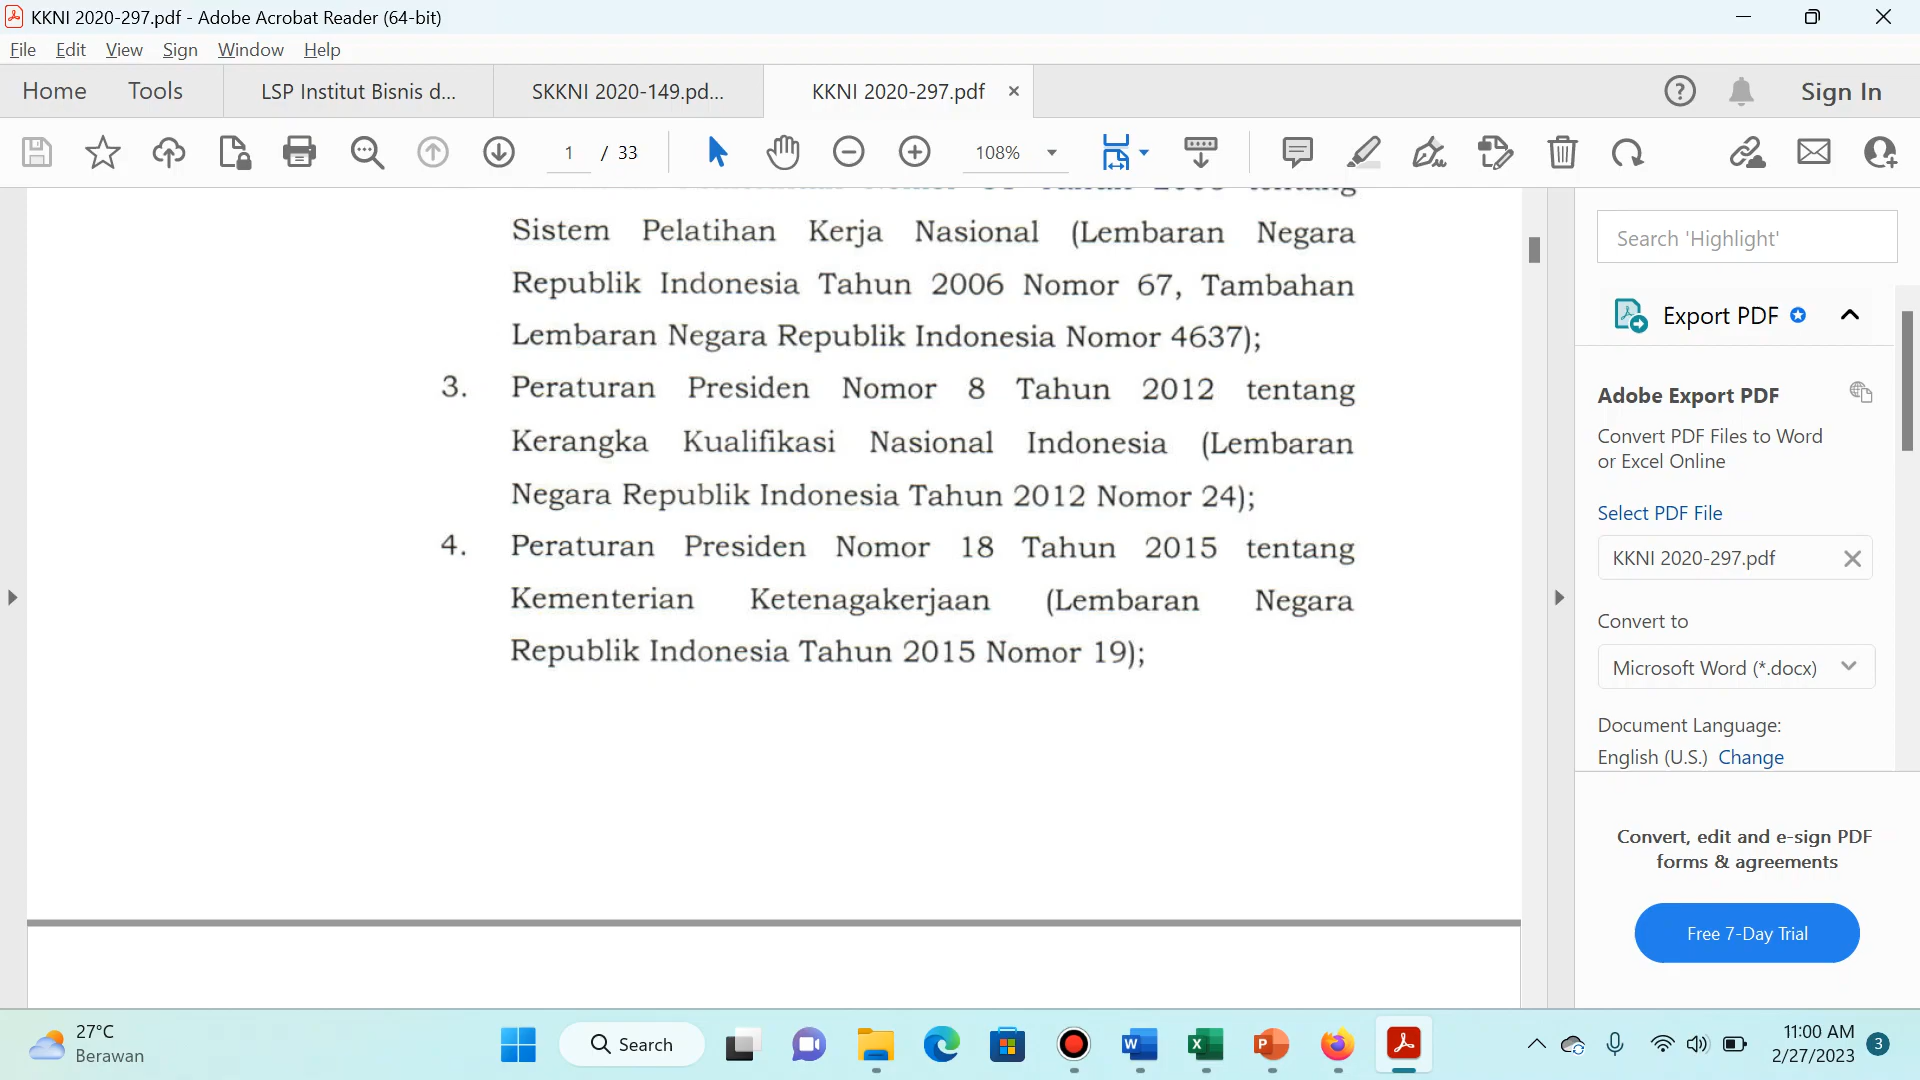 KKNI 2020-297.pdf - Adobe Acrobat Reader (64-bit)
File Edit View Sign Window Help
Home Tools LSP Institut Bisnis d... SKKNI 2020-149.pd... KKNI 2020-297.pdf × Sign In
1 / 33 108%
tentang
Sistem Pelatihan Kerja Nasional (Lembaran Negara
Republik Indonesia Tahun 2006 Nomor 67, Tambahan
Lembaran Negara Republik Indonesia Nomor 4637);
3. Peraturan Presiden Nomor 8 Tahun 2012 tentang
Kerangka Kualifikasi Nasional Indonesia (Lembaran
Negara Republik Indonesia Tahun 2012 Nomor 24);
4. Peraturan Presiden Nomor 18 Tahun 2015 tentang
Kementerian Ketenagakerjaan (Lembaran Negara
Republik Indonesia Tahun 2015 Nomor 19);
Search 'Highlight'
Export PDF
Adobe Export PDF
Convert PDF Files to Word
or Excel Online
Select PDF File
KKNI 2020-297.pdf
Convert to
Microsoft Word (*.docx)
Document Language:
English (U.S.) Change
Convert, edit and e-sign PDF
forms & agreements
Free 7-Day Trial
27°C
Berawan
Search
11:00 AM
2/27/2023
3